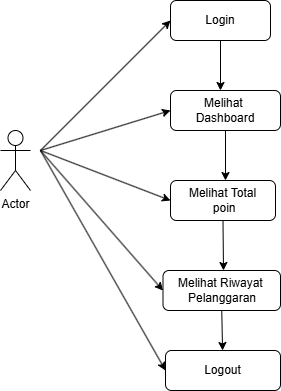 Login
Melihat
Dashboard
Melihat Total
poin
Actor
Melihat Riwayat
Pelanggaran
Logout